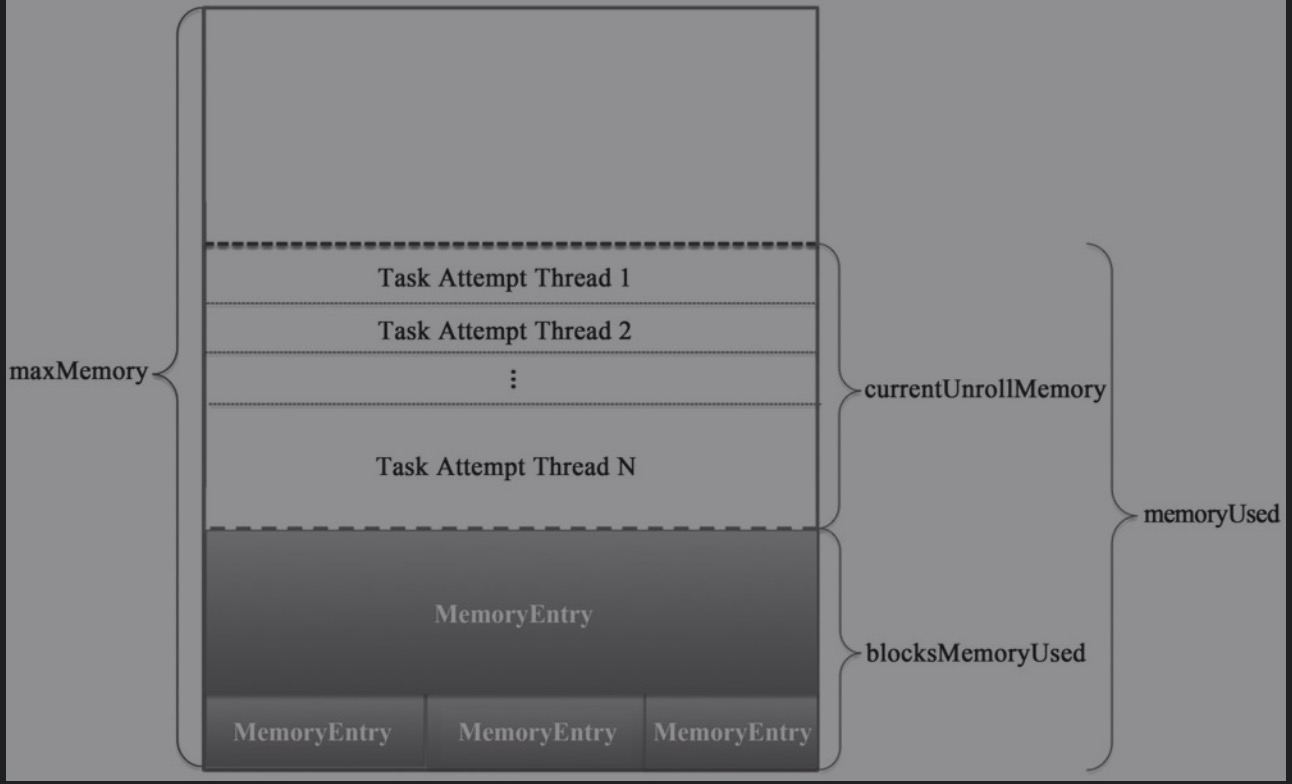 Task Attempt Thread 1
Task Attempt Thread 2
⋮
maxMemory
currentUnrollMemory
Task Attempt Thread N
memoryUsed
MemoryEntry
blocksMemoryUsed
MemoryEntry MemoryEntry MemoryEntry